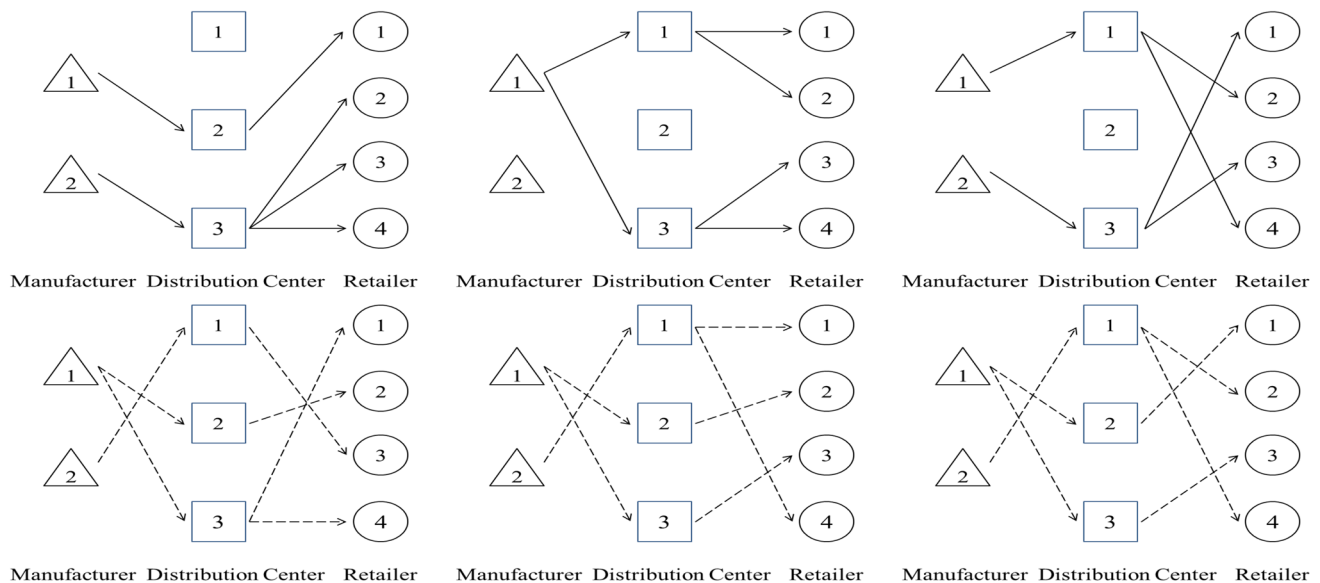 1 1 1 1 1 1
1 1 1
2 2 2
2 2 2
2 3 2 3 2 3
3 4 3 4 3 4
Manufacturer Distribution Center Retailer Manufacturer Distribution Center Retailer Manufacturer Distribution Center Retailer
1 1 1 1 1 1
1 1 1
2 2 2
2 2 2
2 3 2 3 2 3
3 4 3 4 3 4
Manufacturer Distribution Center Retailer Manufacturer Distribution Center Retailer Manufacturer Distribution Center Retailer